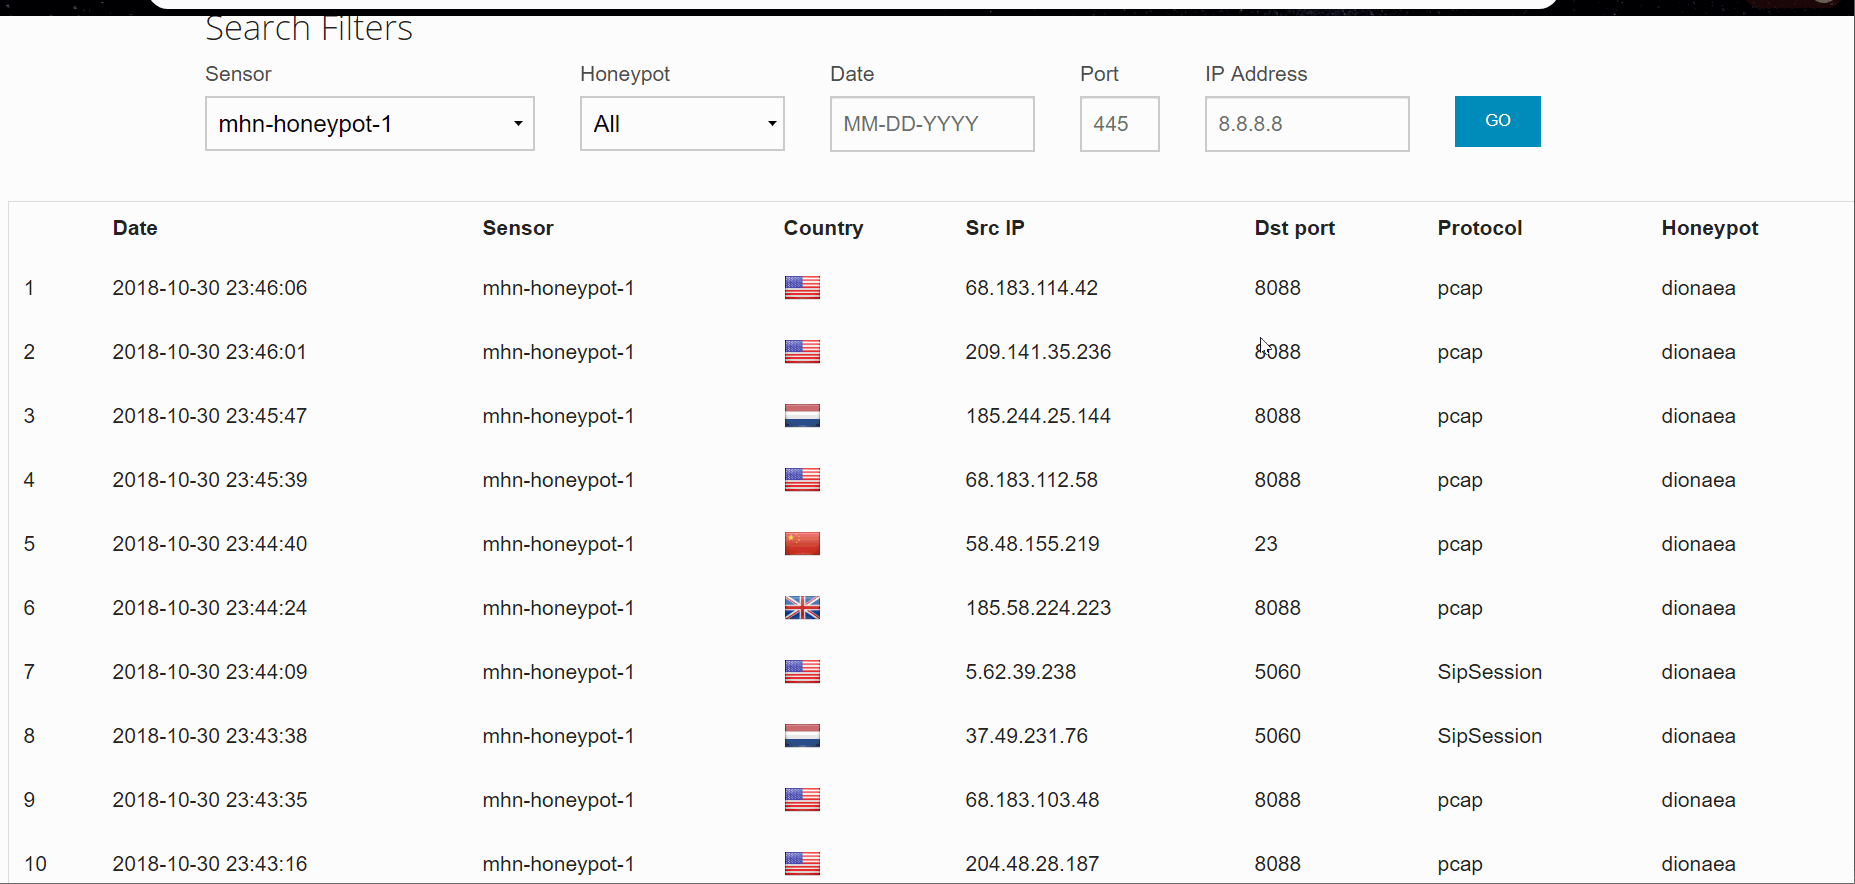 Search Filters
Sensor Honeypot Date Port IP Address
mhn-honeypot-1 All MM-DD-YYYY 445 8.8.8.8 GO
Date Sensor Country Src IP Dst port Protocol Honeypot
1 2018-10-30 23:46:06 mhn-honeypot-1 68.183.114.42 8088 pcap dionaea
2 2018-10-30 23:46:01 mhn-honeypot-1 209.141.35.236 8088 pcap dionaea
3 2018-10-30 23:45:47 mhn-honeypot-1 185.244.25.144 8088 pcap dionaea
4 2018-10-30 23:45:39 mhn-honeypot-1 68.183.112.58 8088 pcap dionaea
5 2018-10-30 23:44:40 mhn-honeypot-1 58.48.155.219 23 pcap dionaea
6 2018-10-30 23:44:24 mhn-honeypot-1 185.58.224.223 8088 pcap dionaea
7 2018-10-30 23:44:09 mhn-honeypot-1 5.62.39.238 5060 SipSession dionaea
8 2018-10-30 23:43:38 mhn-honeypot-1 37.49.231.76 5060 SipSession dionaea
9 2018-10-30 23:43:35 mhn-honeypot-1 68.183.103.48 8088 pcap dionaea
10 2018-10-30 23:43:16 mhn-honeypot-1 204.48.28.187 8088 pcap dionaea